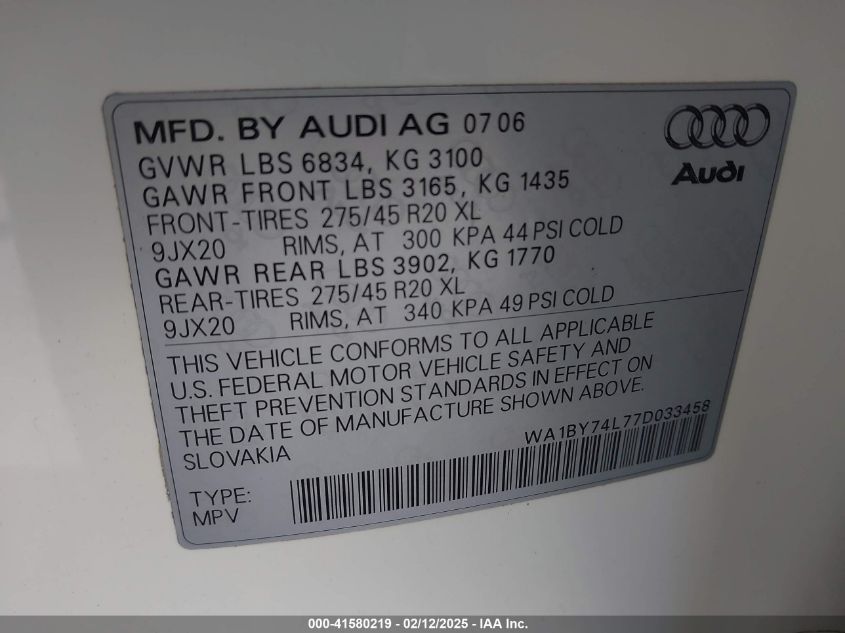 MFD. BY AUDI AG 07 06
Audi
GVWR LBS 6834, KG 3100
GAWR FRONT LBS 3165, KG 1435
FRONT-TIRES 275/45 R20 XL
9JX20 RIMS, AT 300 KPA 44 PSI COLD
GAWR REAR LBS 3902, KG 1770
REAR-TIRES 275/45 R20 XL
9JX20 RIMS, AT 340 KPA 49 PSI COLD
THIS VEHICLE CONFORMS TO ALL APPLICABLE
U.S. FEDERAL MOTOR VEHICLE SAFETY AND
THEFT PREVENTION STANDARDS IN EFFECT ON
THE DATE OF MANUFACTURE SHOWN ABOVE.
SLOVAKIA
WA1BY74L77D033458
TYPE:
MPV
000-41580219 - 02/12/2025 - IAA Inc.